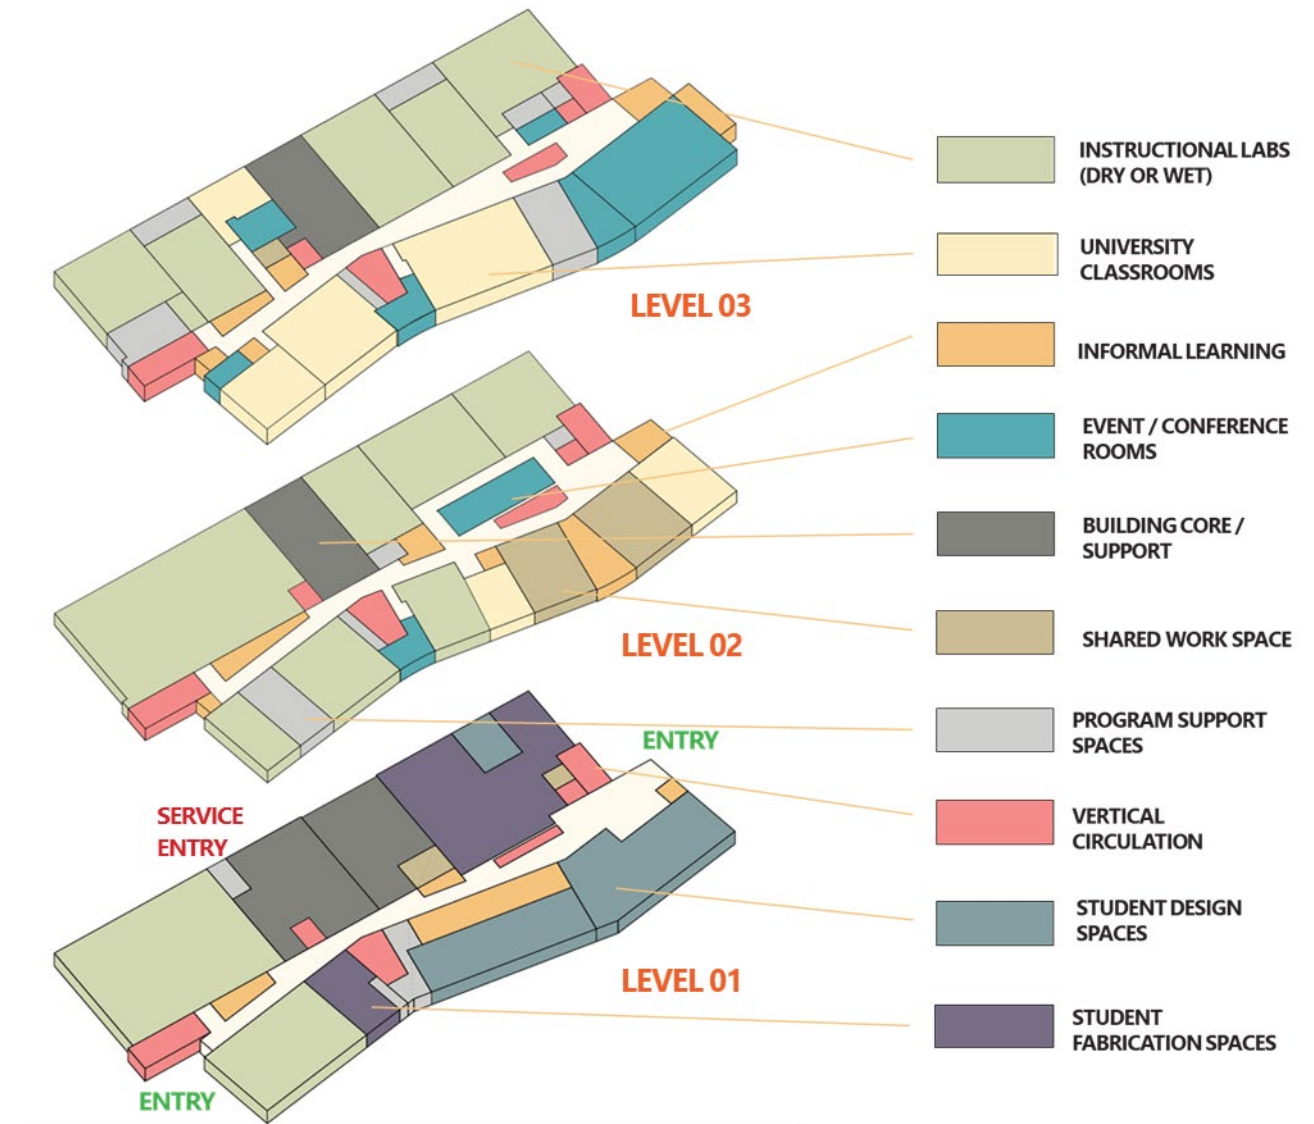 INSTRUCTIONAL LABS
(DRY OR WET)
UNIVERSITY
CLASSROOMS
LEVEL 03
INFORMAL LEARNING
EVENT / CONFERENCE
ROOMS
BUILDING CORE /
SUPPORT
LEVEL 02
SHARED WORK SPACE
PROGRAM SUPPORT
SPACES
ENTRY
SERVICE
ENTRY
VERTICAL
CIRCULATION
STUDENT DESIGN
SPACES
LEVEL 01
STUDENT
FABRICATION SPACES
ENTRY